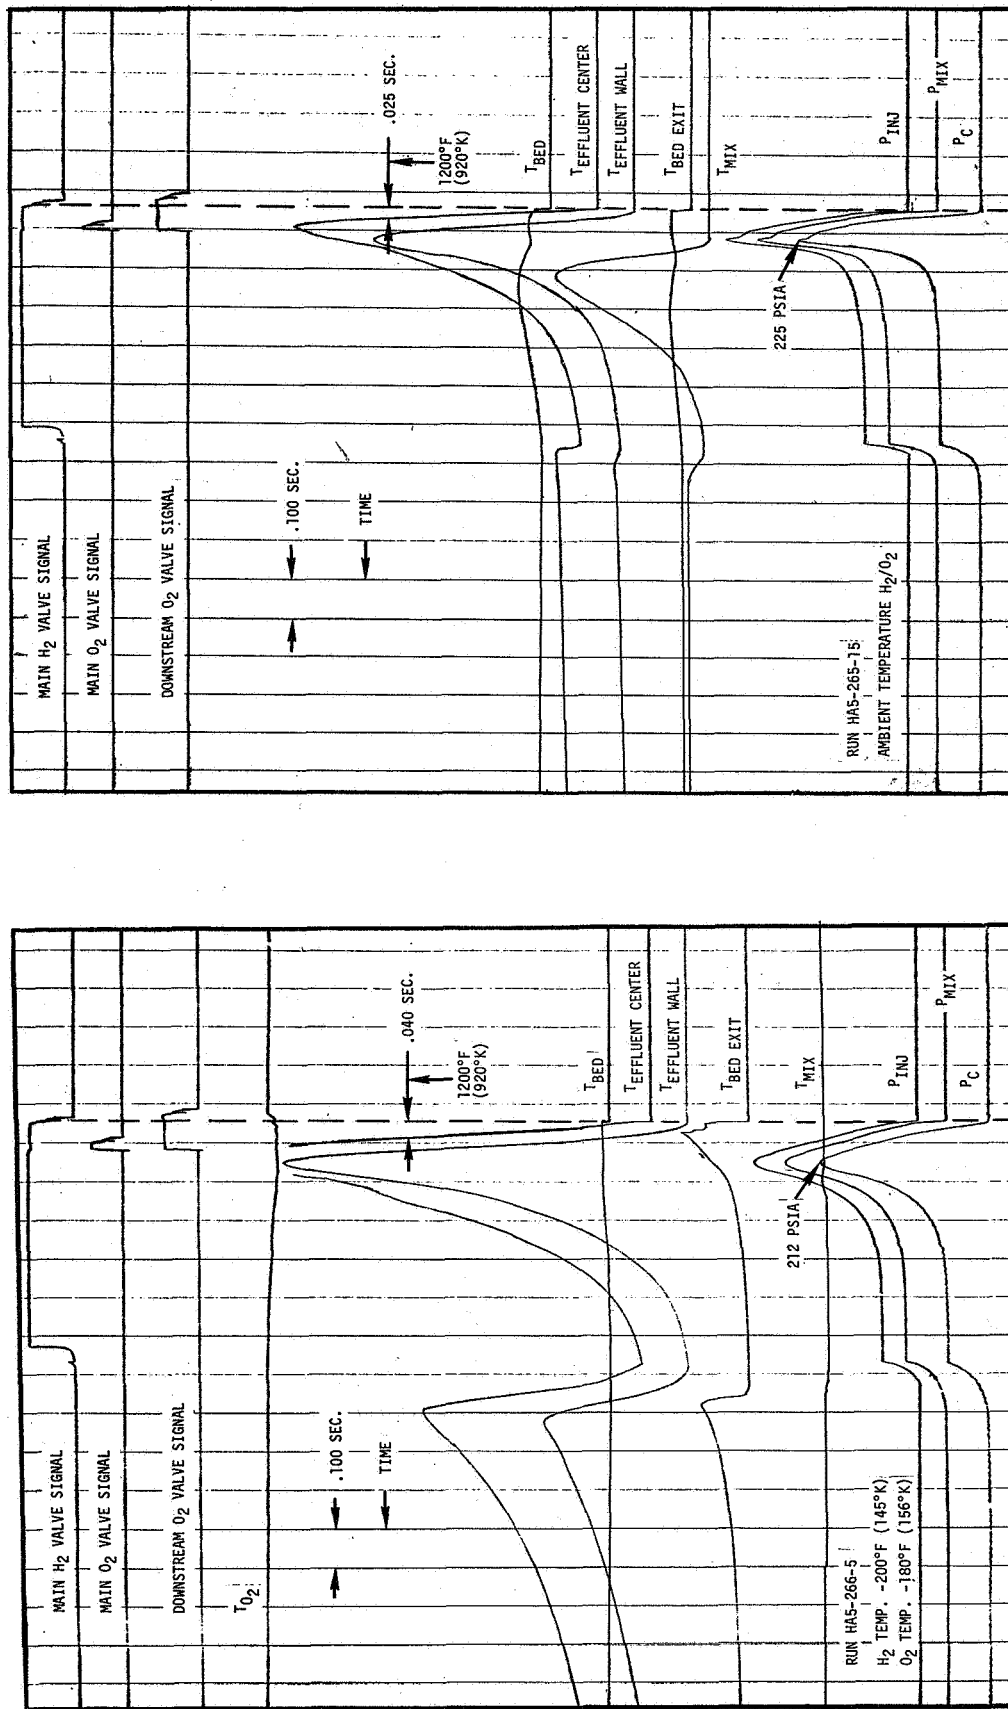 MAIN H2 VALVE SIGNAL
MAIN O2 VALVE SIGNAL
DOWNSTREAM O2 VALVE SIGNAL
TO2
.100 SEC.
TIME
.040 SEC.
1200°F
(920°K)
TBED
TEFFLUENT CENTER
TEFFLUENT WALL
TBED EXIT
TMIX
212 PSIA
PINJ
PMIX
PC
RUN HA5-266-5
H2 TEMP. -200°F (145°K)
O2 TEMP. -180°F (156°K)
MAIN H2 VALVE SIGNAL
MAIN O2 VALVE SIGNAL
DOWNSTREAM O2 VALVE SIGNAL
.100 SEC.
TIME
.025 SEC.
1200°F
(920°K)
TBED
TEFFLUENT CENTER
TEFFLUENT WALL
TBED EXIT
TMIX
225 PSIA
PINJ
PMIX
PC
RUN HA5-265-15
AMBIENT TEMPERATURE H2/O2